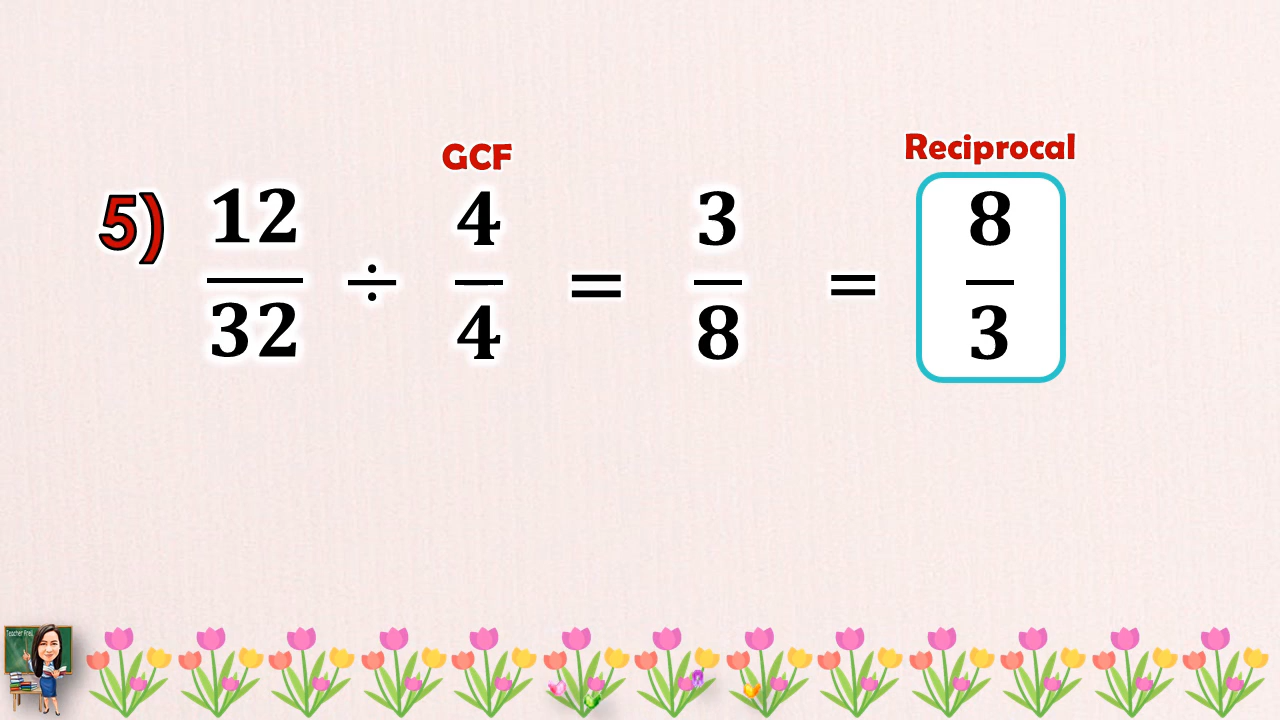 GCF
Reciprocal
5) 12/32 ÷ 4/4 = 3/8 = 8/3